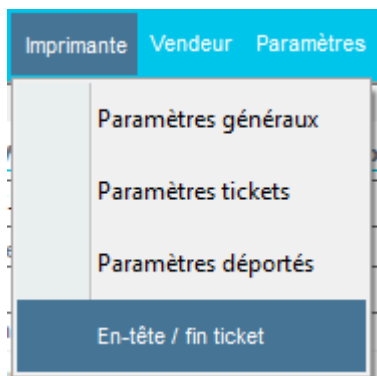 Imprimante Vendeur Paramètres
Paramètres généraux
Paramètres tickets
Paramètres déportés
En-tête / fin ticket